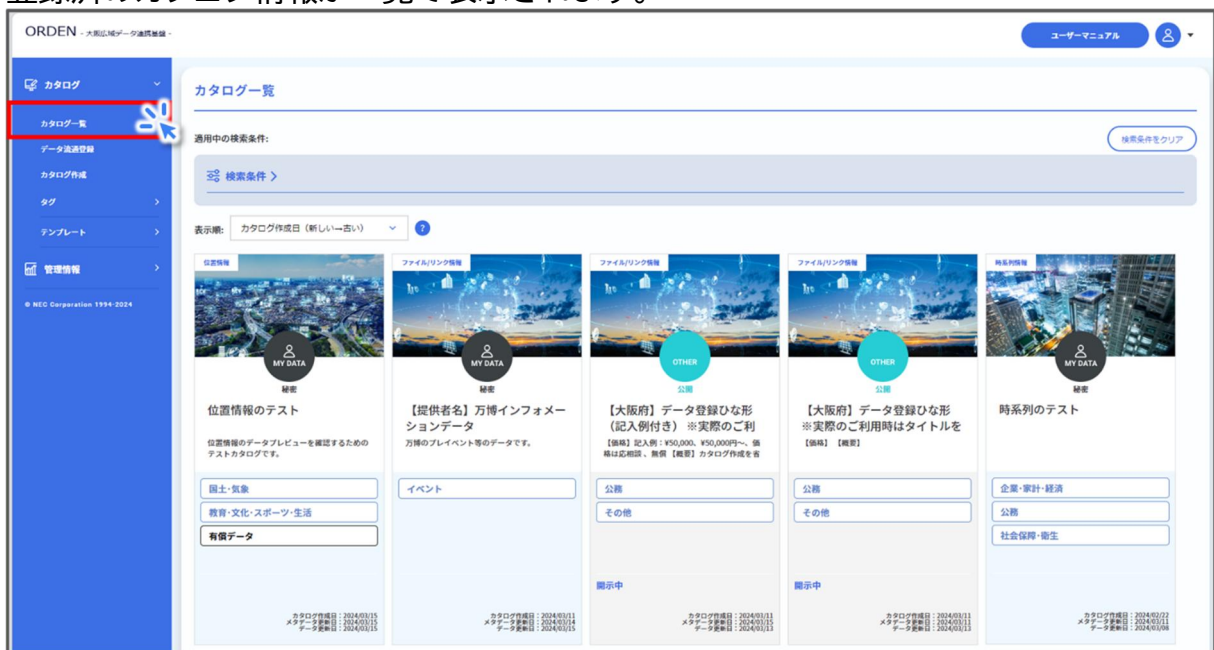 ORDEN - 大阪広域データ連携基盤 -
ユーザーマニュアル
カタログ
カタログ一覧
データ流通登録
カタログ作成
タグ
テンプレート
管理情報
© NEC Corporation 1994-2024
カタログ一覧
適用中の検索条件:
検索条件をクリア
検索条件
表示順:
カタログ作成日（新しい→古い）
?
位置情報
MY DATA
秘密
位置情報のテスト
位置情報のデータプレビューを確認するための
テストカタログです。
国土・気象
教育・文化・スポーツ・生活
有償データ
カタログ作成日：2024/03/15
メタデータ更新日：2024/03/15
データ更新日：2024/03/15
ファイル/リンク情報
MY DATA
秘密
【提供者名】万博インフォメー
ションデータ
万博のプレイベント等のデータです。
イベント
カタログ作成日：2024/03/11
メタデータ更新日：2024/03/14
データ更新日：2024/03/15
ファイル/リンク情報
OTHER
公開
【大阪府】データ登録ひな形
（記入例付き） ※実際のご利
【価格】記入例：¥50,000、¥50,000円～、価
格は応相談 、無償 【概要】カタログ作成を省
公務
その他
開示中
カタログ作成日：2024/03/11
メタデータ更新日：2024/03/15
データ更新日：2024/03/13
ファイル/リンク情報
OTHER
公開
【大阪府】データ登録ひな形
※実際のご利用時はタイトルを
【価格】 【概要】
公務
その他
開示中
カタログ作成日：2024/03/11
メタデータ更新日：2024/03/11
データ更新日：2024/03/13
時系列情報
MY DATA
秘密
時系列のテスト
企業・家計・経済
公務
社会保障・衛生
カタログ作成日：2024/02/22
メタデータ更新日：2024/03/11
データ更新日：2024/03/08